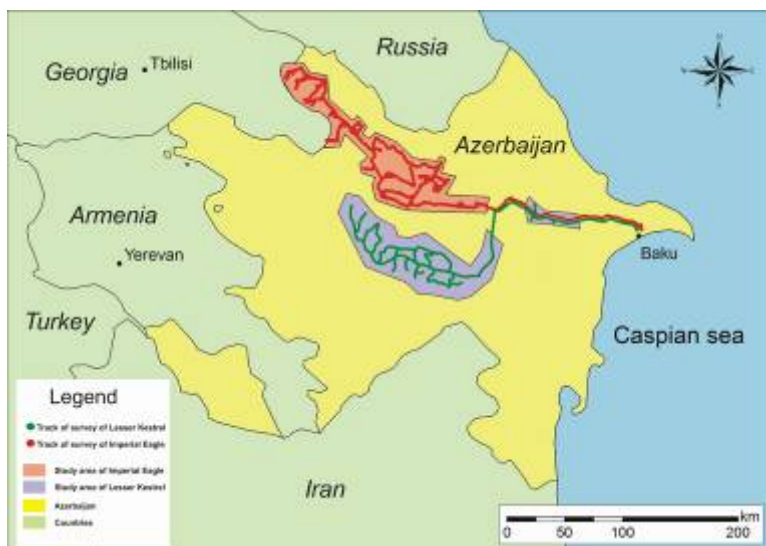 Russia
Georgia
Tbilisi
N
Azerbaijan
Armenia
Yerevan
Baku
Turkey
Caspian sea
Legend
Track of survey of Lesser Kestrel
Track of survey of Imperial Eagle
Study area of Imperial Eagle
Study area of Lesser Kestrel
Azerbaijan
Countries
Iran
km
0 50 100 200